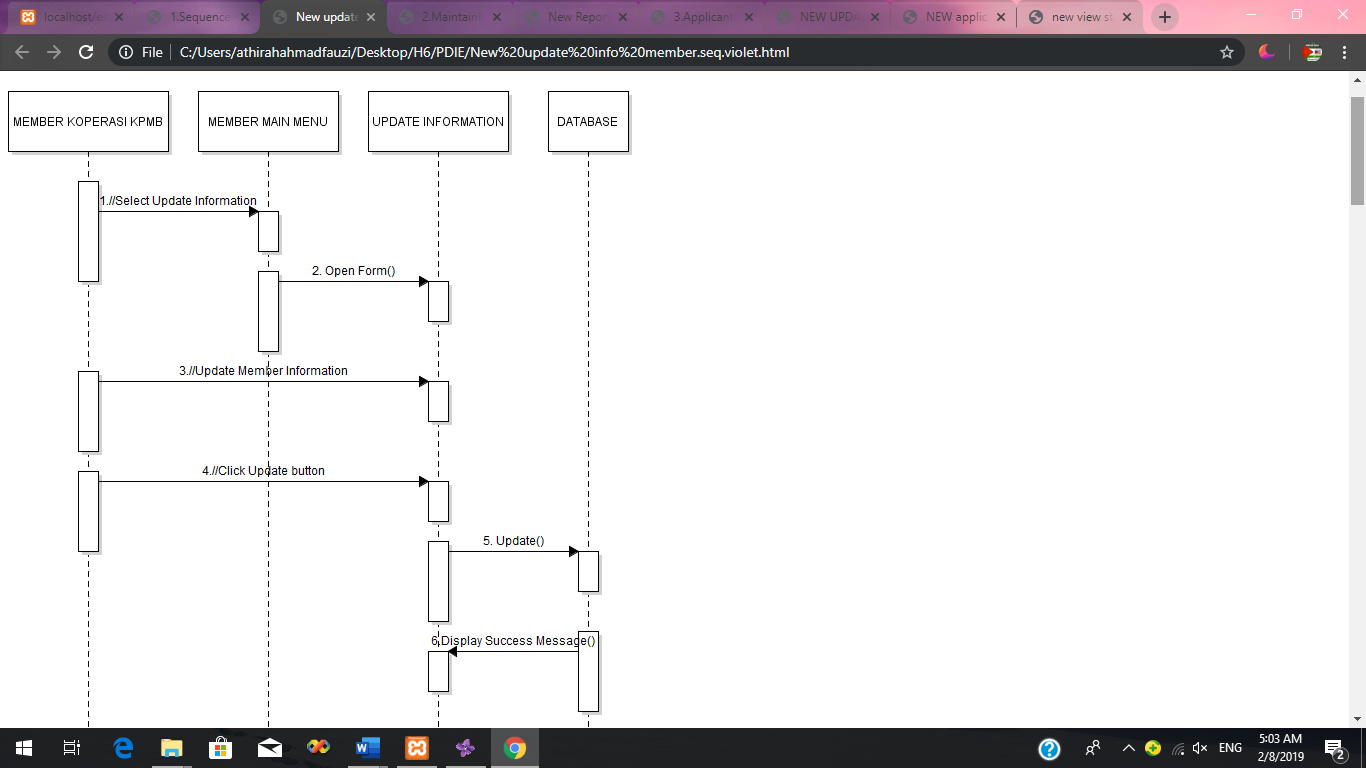 localhost/e
1.Sequence
New update
2.Maintain
New Repor
3.Applicant
NEW UPDA
NEW applic
new view st
File
C:/Users/athirahahmadfauzi/Desktop/H6/PDIE/New%20update%20info%20member.seq.violet.html
MEMBER KOPERASI KPMB
MEMBER MAIN MENU
UPDATE INFORMATION
DATABASE
1.//Select Update Information
2. Open Form()
3.//Update Member Information
4.//Click Update button
5. Update()
6.Display Success Message()
ENG
5:03 AM
2/8/2019
2